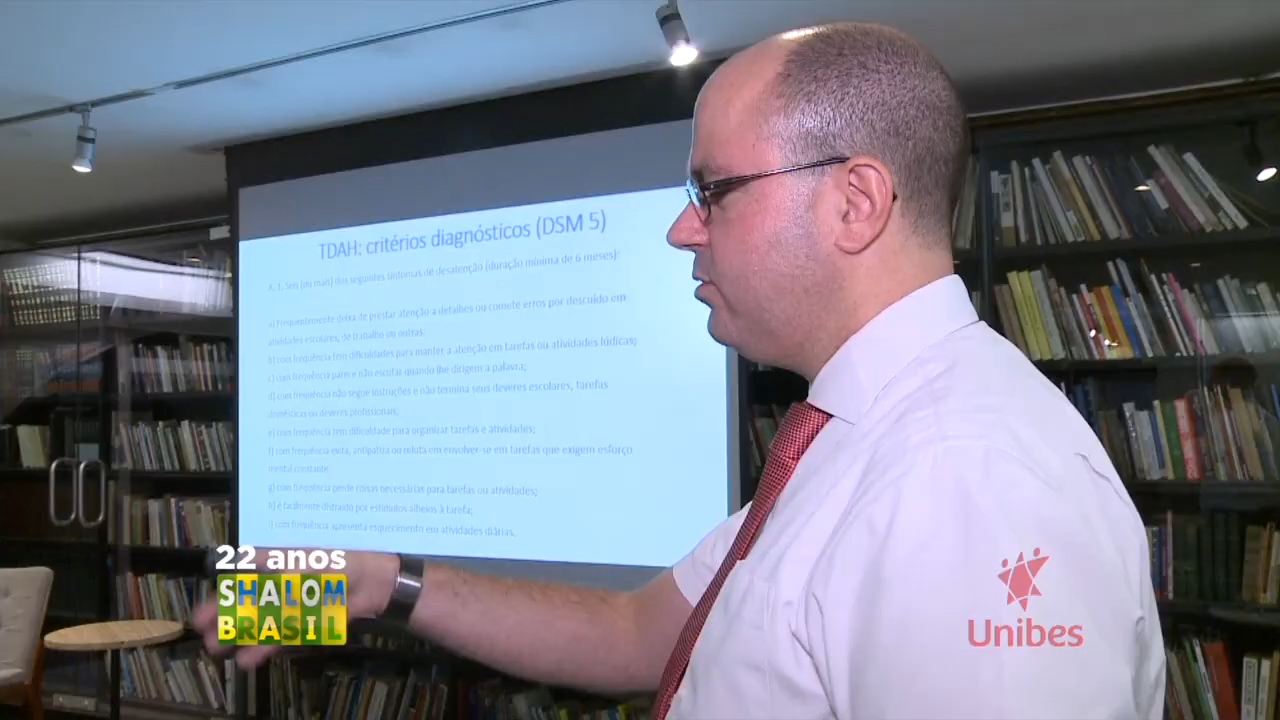 TDAH: critérios diagnósticos (DSM 5)
A. 1. Seis (ou mais) dos seguintes sintomas de desatenção (duração mínima de 6 meses):
a) Frequentemente deixa de prestar atenção a detalhes ou comete erros por descuido em
atividades escolares, de trabalho ou outras.
b) com frequência tem dificuldades para manter a atenção em tarefas ou atividades lúdicas;
c) com frequência parece não escutar quando lhe dirigem a palavra;
d) com frequência não segue instruções e não termina seus deveres escolares, tarefas
domésticas ou deveres profissionais;
e) com frequência tem dificuldade para organizar tarefas e atividades;
f) com frequência evita, antipatiza ou reluta em envolver-se em tarefas que exigem esforço
mental constante.
g) com frequência perde coisas necessárias para tarefas ou atividades;
h) é facilmente distraído por estímulos alheios à tarefa;
i) com frequência apresenta esquecimento em atividades diárias.
22 anos
SHALOM
BRASIL
Unibes